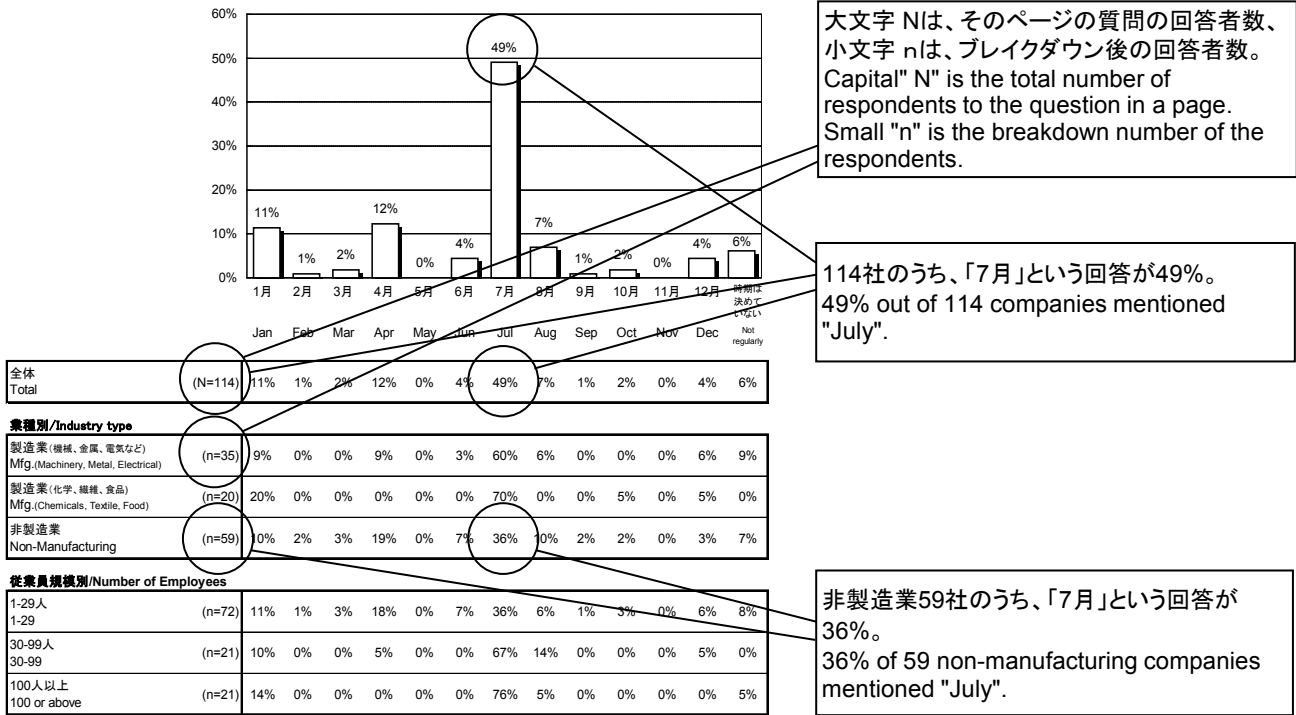 60%
50%
40%
30%
20%
10%
0%
11%
1%
2%
12%
0%
4%
49%
7%
1%
2%
0%
4%
6%
1月 2月 3月 4月 5月 6月 7月 8月 9月 10月 11月 12月 時期は
決めて
いない
Jan Feb Mar Apr May Jun Jul Aug Sep Oct Nov Dec Not
regularly
大文字 Nは、そのページの質問の回答者数、
小文字 nは、ブレイクダウン後の回答者数。
Capital" N" is the total number of
respondents to the question in a page.
Small "n" is the breakdown number of the
respondents.
114社のうち、「7月」という回答が49%。
49% out of 114 companies mentioned
"July".
全体
Total (N=114) 11% 1% 2% 12% 0% 4% 49% 7% 1% 2% 0% 4% 6%
業種別/Industry type
製造業(機械、金属、電気など)
Mfg.(Machinery, Metal, Electrical) (n=35) 9% 0% 0% 9% 0% 3% 60% 6% 0% 0% 0% 6% 9%
製造業(化学、繊維、食品)
Mfg.(Chemicals, Textile, Food) (n=20) 20% 0% 0% 0% 0% 0% 70% 0% 0% 5% 0% 5% 0%
非製造業
Non-Manufacturing (n=59) 10% 2% 3% 19% 0% 7% 36% 10% 2% 2% 0% 3% 7%
従業員規模別/Number of Employees
1-29人
1-29 (n=72) 11% 1% 3% 18% 0% 7% 36% 6% 1% 3% 0% 6% 8%
30-99人
30-99 (n=21) 10% 0% 0% 5% 0% 0% 67% 14% 0% 0% 0% 5% 0%
100人以上
100 or above (n=21) 14% 0% 0% 0% 0% 0% 76% 5% 0% 0% 0% 0% 5%
非製造業59社のうち、「7月」という回答が
36%。
36% of 59 non-manufacturing companies
mentioned "July".